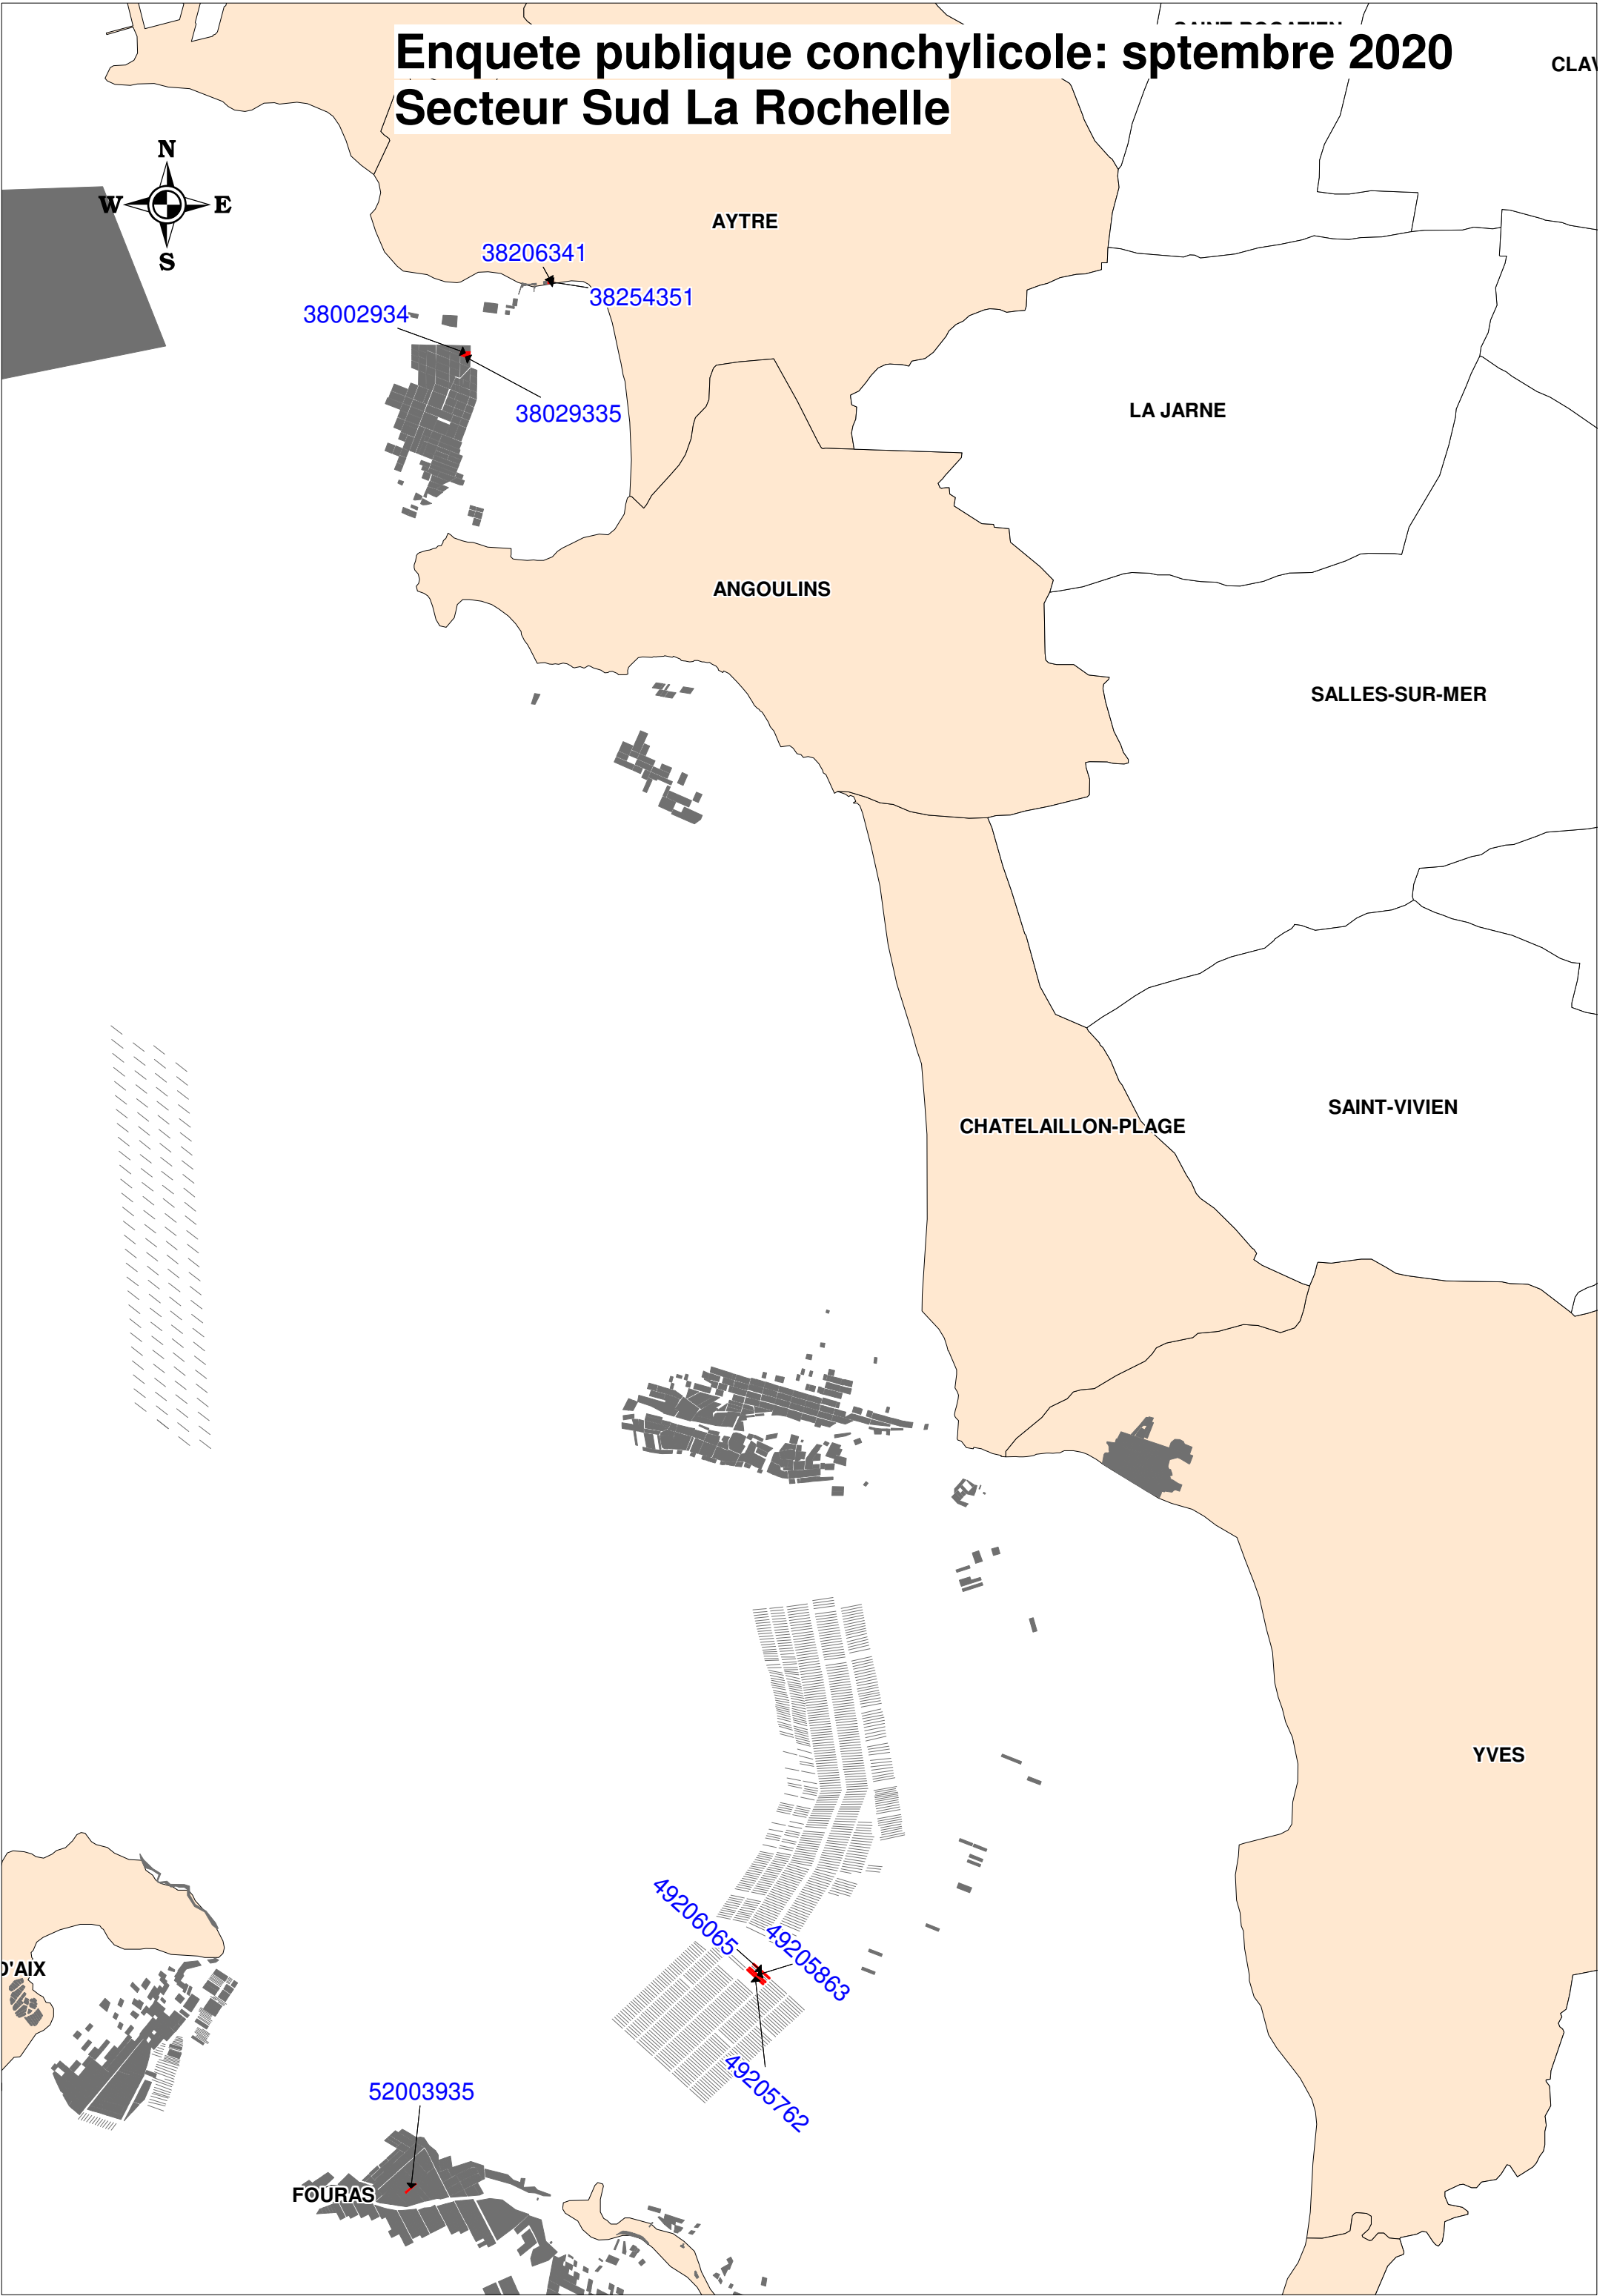 Enquete publique conchylicole: sptembre 2020
Secteur Sud La Rochelle
N
W E
S
AYTRE
38206341
38254351
38002934
38029335
LA JARNE
ANGOULINS
SALLES-SUR-MER
SAINT-VIVIEN
CHATELAILLON-PLAGE
YVES
49206065
49205863
D'AIX
49205762
52003935
FOURAS